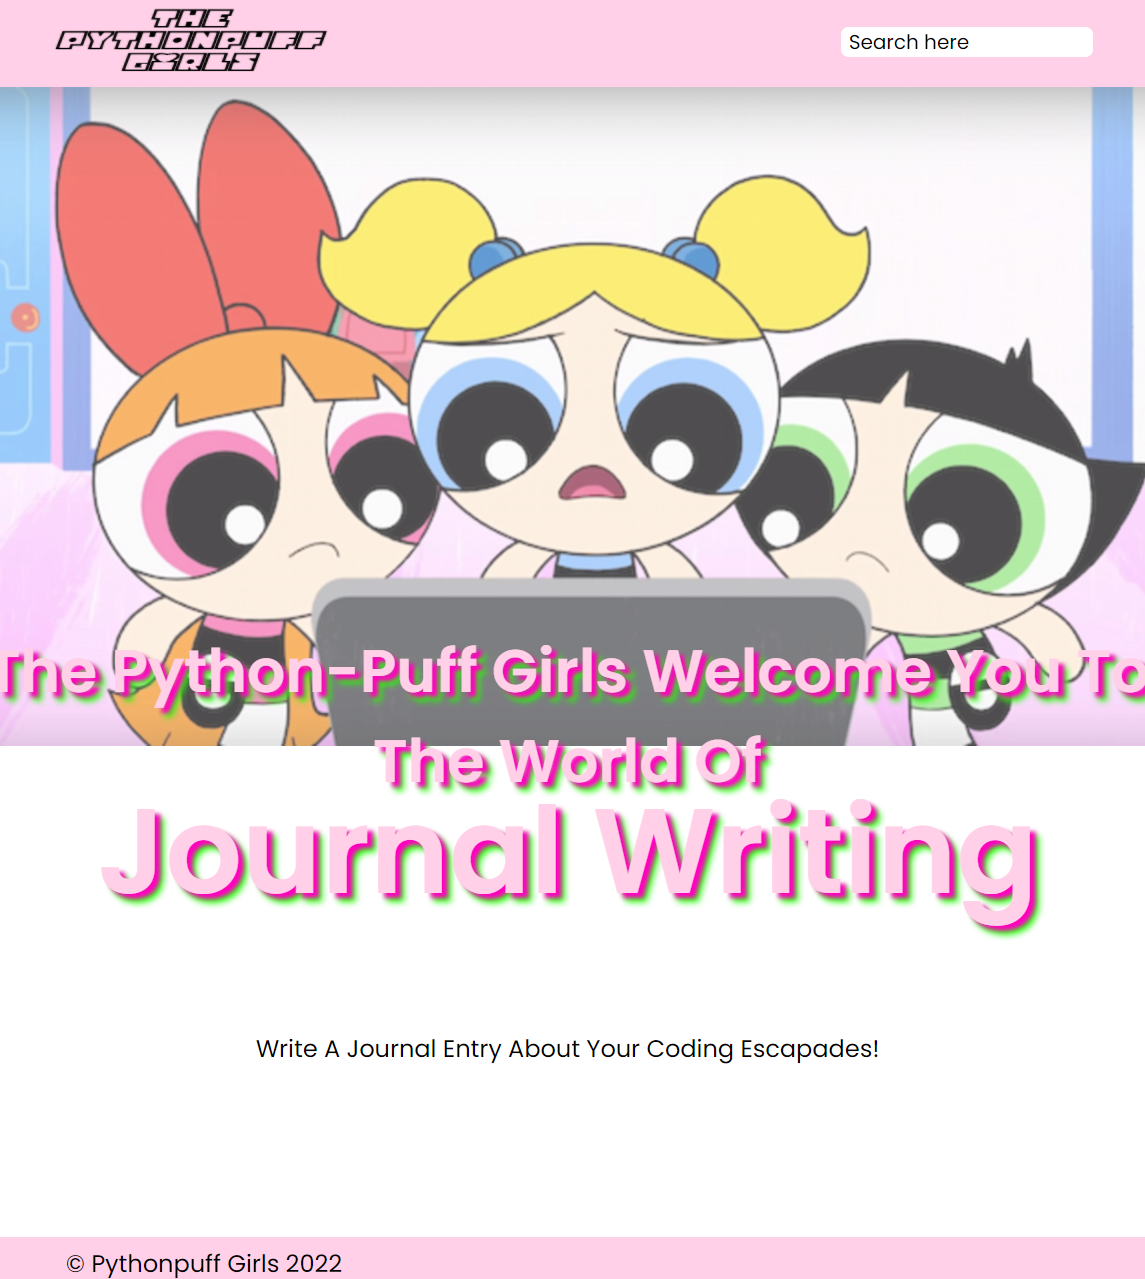 THE
PYTHONPUFF
GIRLS
Search here
The Python-Puff Girls Welcome You To
The World Of
Journal Writing
Write A Journal Entry About Your Coding Escapades!
© Pythonpuff Girls 2022